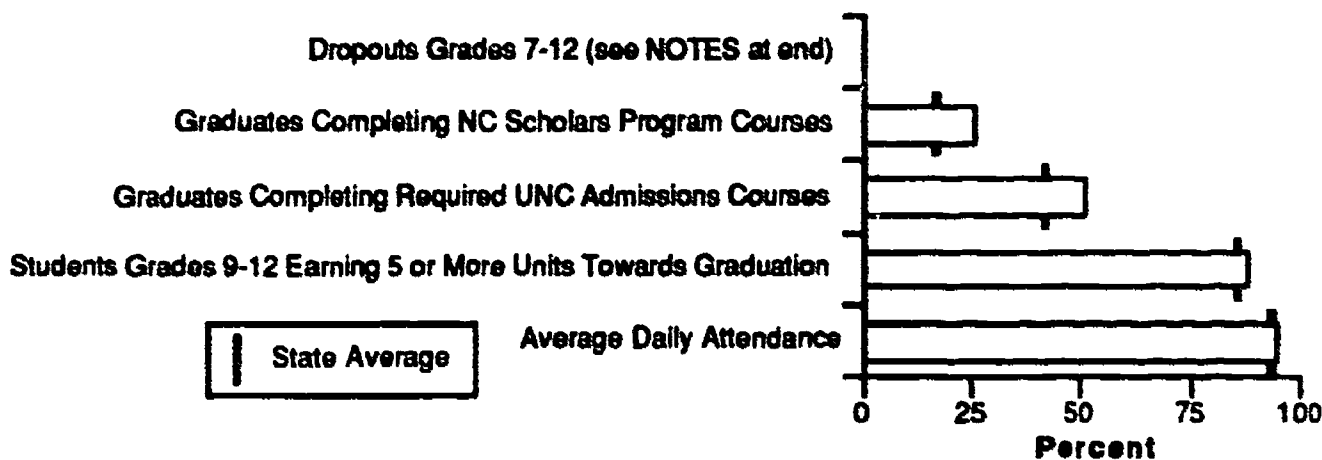 Dropouts Grades 7-12 (see NOTES at end)
Graduates Completing NC Scholars Program Courses
Graduates Completing Required UNC Admissions Courses
Students Grades 9-12 Earning 5 or More Units Towards Graduation
Average Daily Attendance
State Average
0 25 50 75 100
Percent